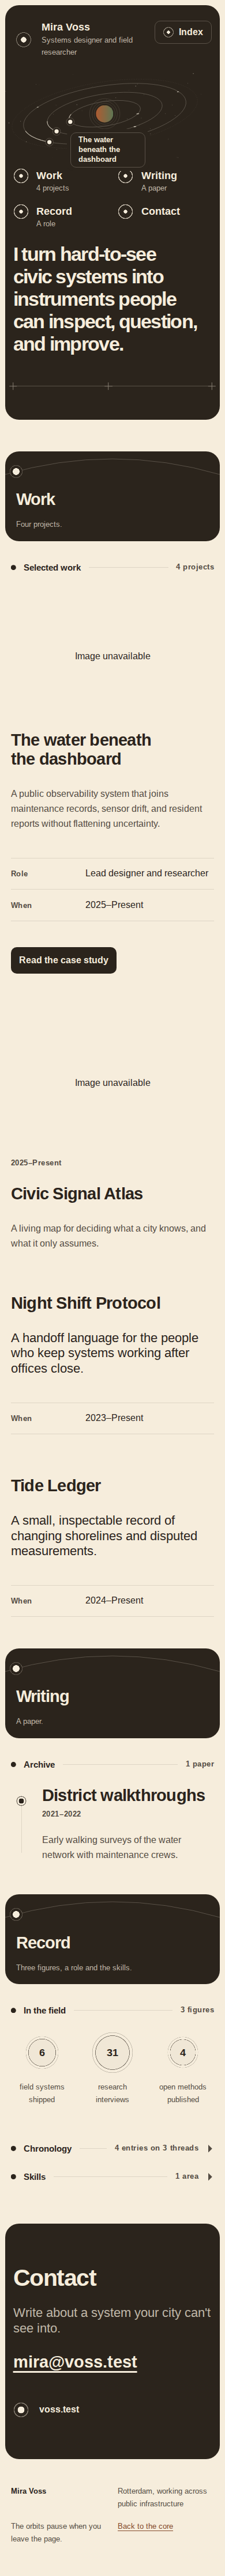 Mira Voss
Systems designer and field
researcher
Index
The water
beneath the
dashboard
Work
4 projects
Writing
A paper
Record
A role
Contact
I turn hard-to-see
civic systems into
instruments people
can inspect, question,
and improve.
Work
Four projects.
Selected work
4 projects
Image unavailable
The water beneath
the dashboard
A public observability system that joins
maintenance records, sensor drift, and resident
reports without flattening uncertainty.
Role
Lead designer and researcher
When
2025–Present
Read the case study
Image unavailable
2025–Present
Civic Signal Atlas
A living map for deciding what a city knows, and
what it only assumes.
Night Shift Protocol
A handoff language for the people
who keep systems working after
offices close.
When
2023–Present
Tide Ledger
A small, inspectable record of
changing shorelines and disputed
measurements.
When
2024–Present
Writing
A paper.
Archive
1 paper
District walkthroughs
2021–2022
Early walking surveys of the water
network with maintenance crews.
Record
Three figures, a role and the skills.
In the field
3 figures
6
field systems
shipped
31
research
interviews
4
open methods
published
Chronology
4 entries on 3 threads
Skills
1 area
Contact
Write about a system your city can't
see into.
mira@voss.test
voss.test
Mira Voss
Rotterdam, working across
public infrastructure
The orbits pause when you
leave the page.
Back to the core